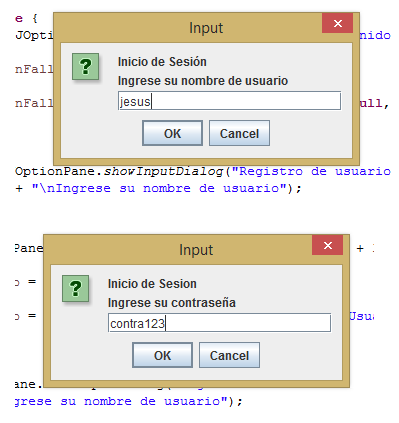 e {
JOpti
Input
nido
Inicio de Sesión
Ingrese su nombre de usuario
nFall
jesus
nFall
ull,
OK
Cancel
OptionPane.showInputDialog("Registro de usuario
+ "\nIngrese su nombre de usuario");
Input
Pane
+
Inicio de Sesion
Ingrese su contraseña
o =
contra123
o =
Usua
OK
Cancel
ane.
grese su nombre de usuario");